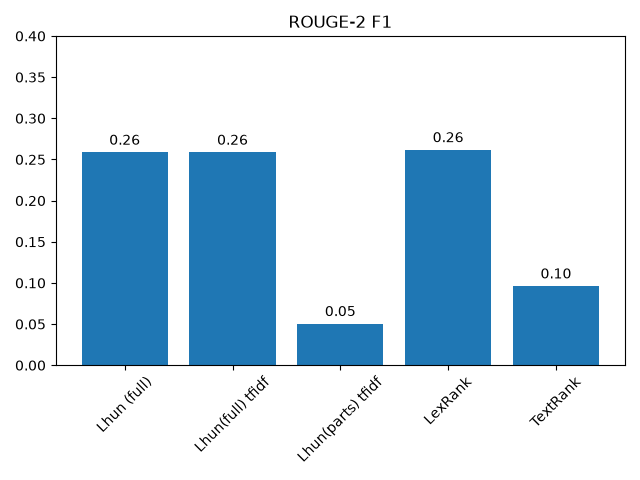 ROUGE-2 F1
0.40
0.35
0.30
0.25
0.20
0.15
0.10
0.05
0.00
0.26
0.26
0.05
0.26
0.10
Lhun (full)
Lhun(full) tfidf
Lhun(parts) tfidf
LexRank
TextRank